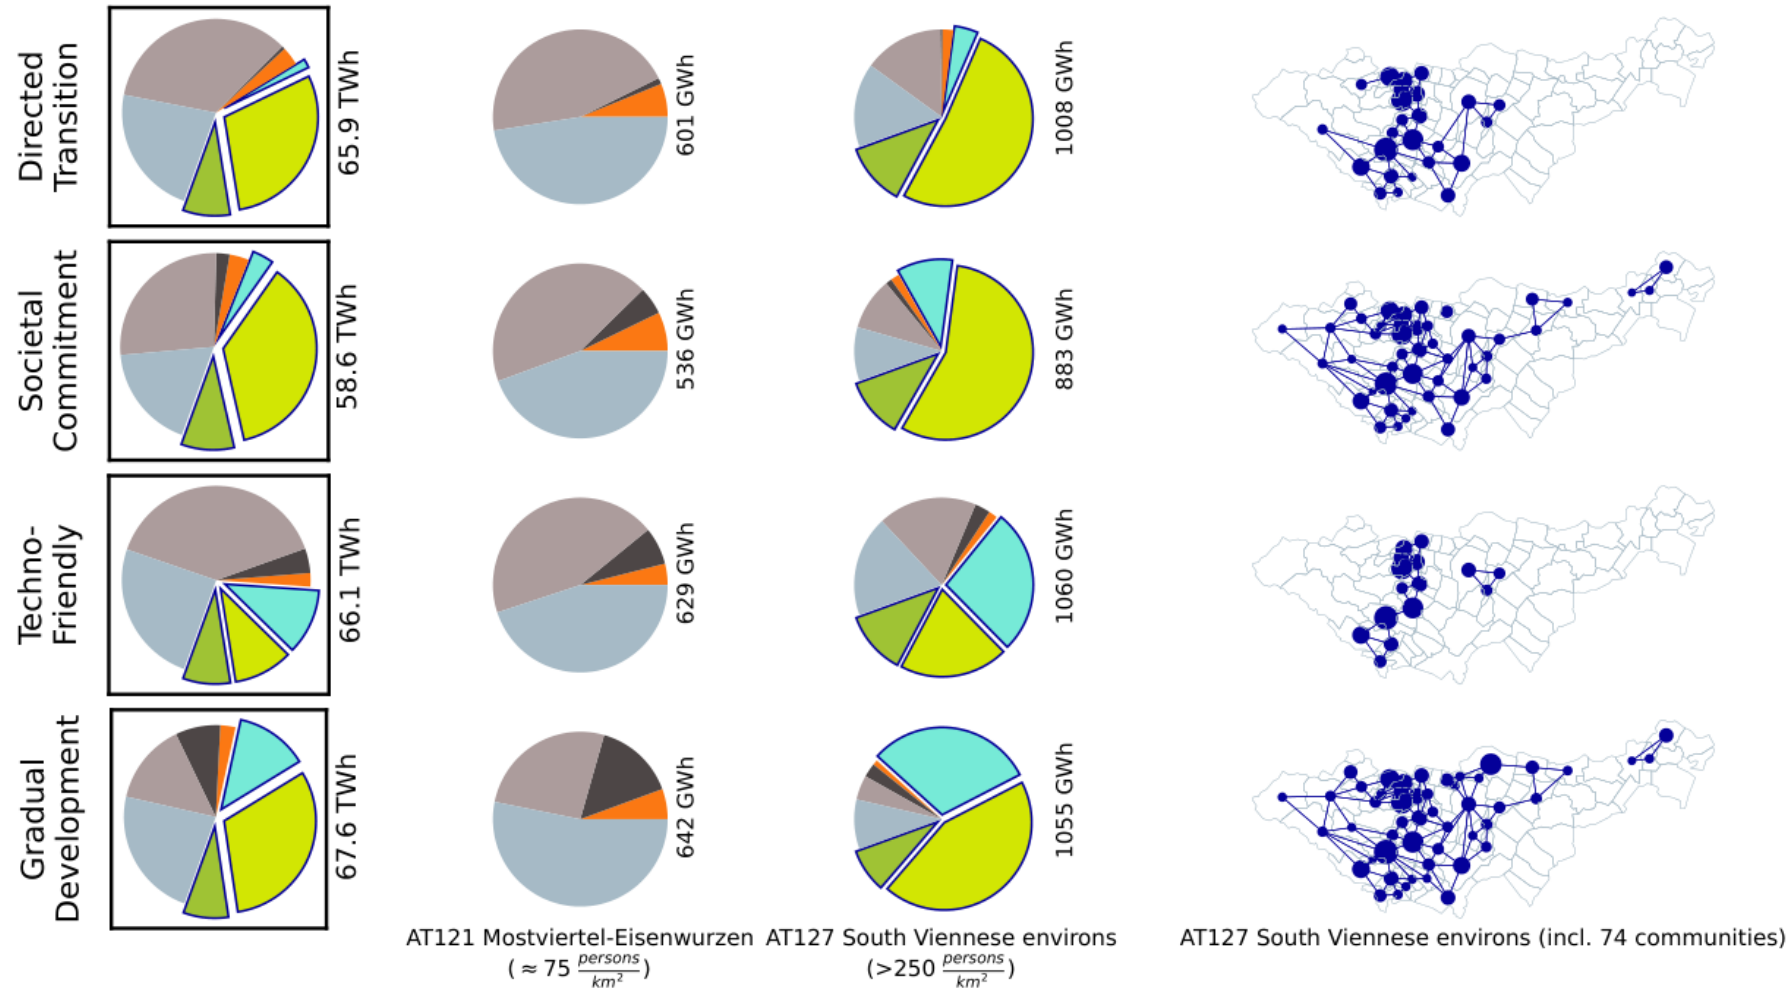 Directed
Transition
65.9 TWh
601 GWh
1008 GWh
Societal
Commitment
58.6 TWh
536 GWh
883 GWh
Techno-
Friendly
66.1 TWh
629 GWh
1060 GWh
Gradual
Development
67.6 TWh
642 GWh
1055 GWh
AT121 Mostviertel-Eisenwurzen
(≈75 persons/km²)
AT127 South Viennese environs
(>250 persons/km²)
AT127 South Viennese environs (incl. 74 communities)